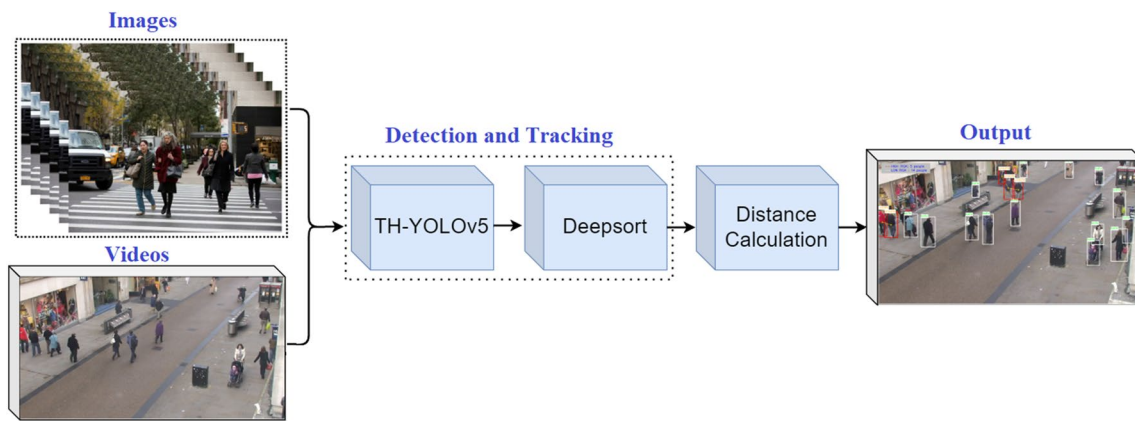 Images
Videos
Detection and Tracking
TH-YOLOv5
Deepsort
Distance
Calculation
Output